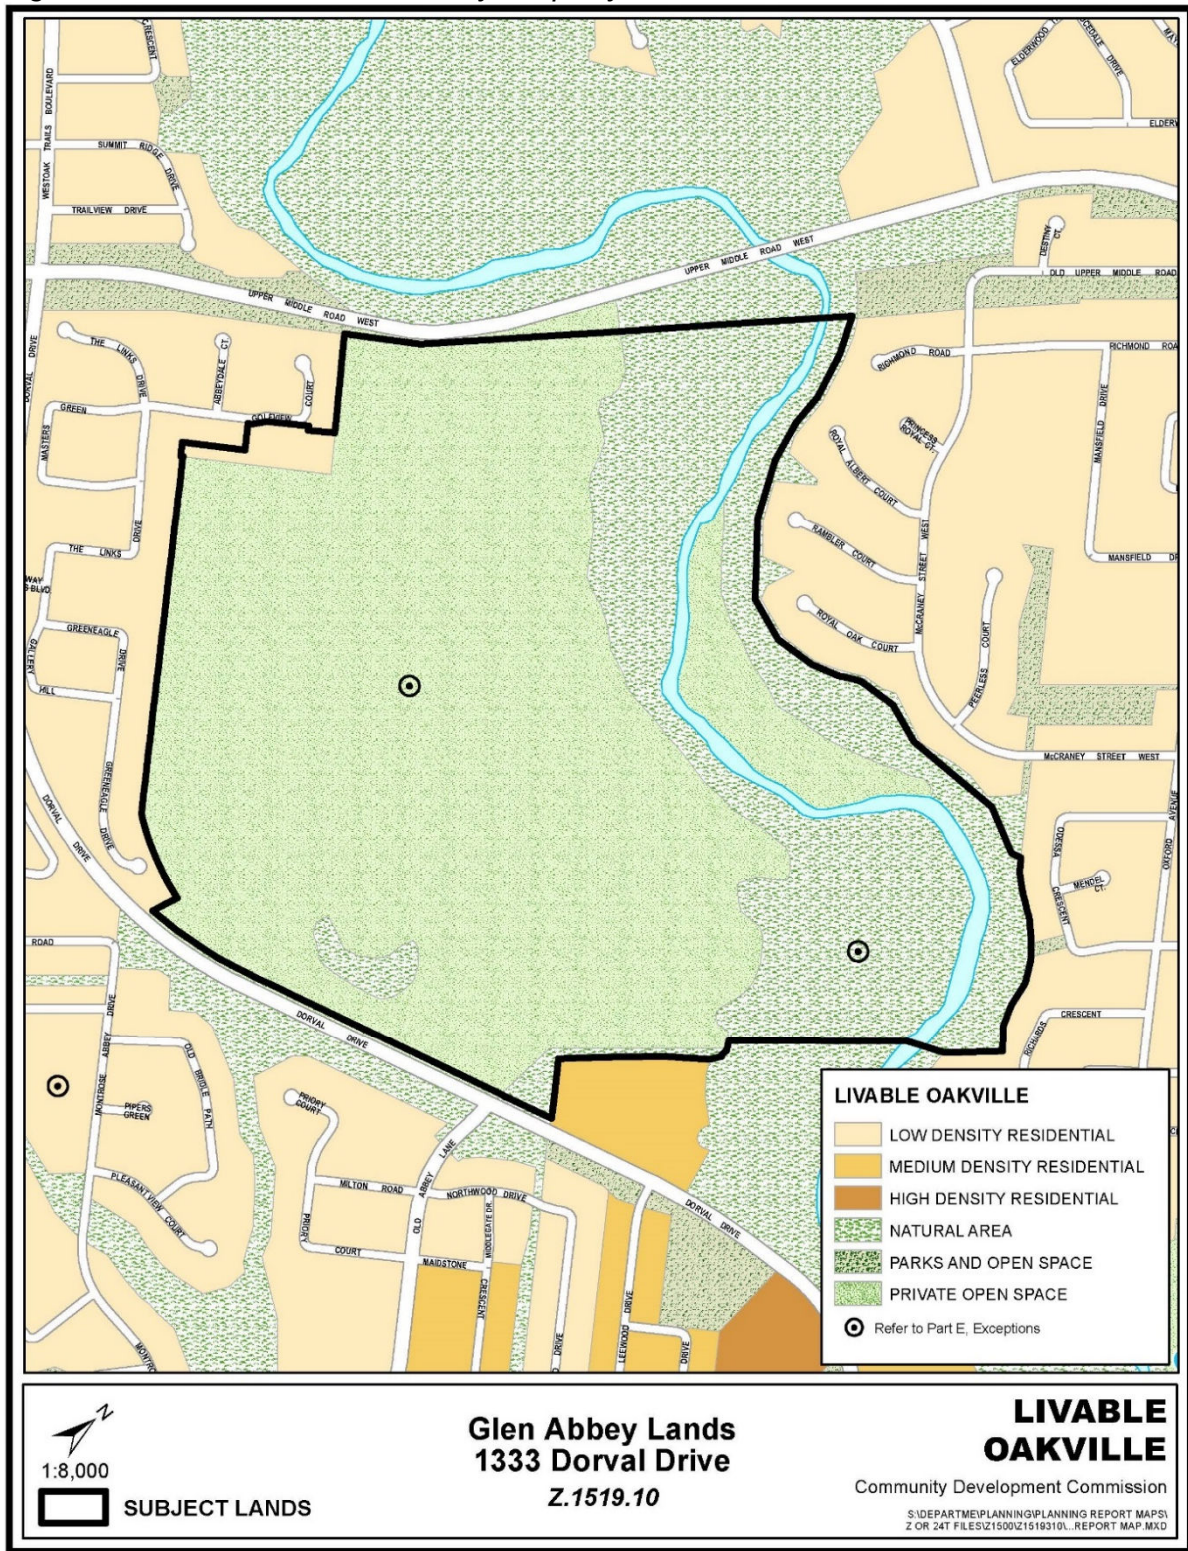 CRESCENT
WESTOAK TRAILS BOULEVARD
SUMMIT RIDGE DRIVE
TRAILVIEW DRIVE
ELDERWOOD
DRIVE
UPPER MIDDLE ROAD WEST
UPPER MIDDLE ROAD WEST
DESTINY CT.
OLD UPPER MIDDLE ROAD
DORVAL DRIVE
THE LINKS DRIVE
ABBEYDALE CT.
GOLFVIEW COURT
MASTERS GREEN
RICHMOND ROAD
RICHMOND ROA
MANSFIELD DRIVE
PRINCESS ROYAL CT.
ROYAL ALBERT COURT
RAMBLER COURT
MANSFIELD DR
McCRANEY STREET WEST
THE LINKS DRIVE
WAY
S BLVD.
GREENEAGLE DRIVE
GALLERY HILL
ROYAL OAK COURT
PEERLESS COURT
McCRANEY STREET WEST
GREENEAGLE DRIVE
DORVAL DRIVE
OXFORD AVENUE
ODESSA CRESCENT
MENDEL CT.
ROAD
MONTROSE ABBEY DRIVE
OLD BRIDLE PATH
PIPERS GREEN
PLEASANT VIEW COURT
DORVAL DRIVE
RICHARDS CRESCENT
PRIORY COURT
MILTON ROAD
OLD ABBEY LANE
NORTHWOOD DRIVE
MIDDLEGATE DR.
PRIORY COURT
MAIDSTONE CRESCENT
DRIVE
LEEWOOD DRIVE
DRIVE
DORVAL DRIVE
MONTRO
LIVABLE OAKVILLE
LOW DENSITY RESIDENTIAL
MEDIUM DENSITY RESIDENTIAL
HIGH DENSITY RESIDENTIAL
NATURAL AREA
PARKS AND OPEN SPACE
PRIVATE OPEN SPACE
Refer to Part E, Exceptions
N
1:8,000
SUBJECT LANDS
Glen Abbey Lands
1333 Dorval Drive
Z.1519.10
LIVABLE
OAKVILLE
Community Development Commission
S:\DEPARTME\PLANNING\PLANNING REPORT MAPS\
Z OR 24T FILES\Z1500\Z1519310\...REPORT MAP.MXD